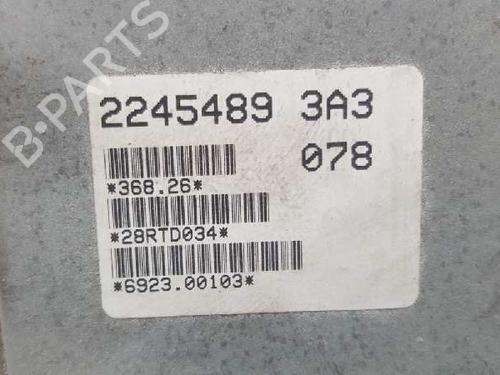 B-PARTS
2245489 3A3
078
*368.26*
*28RTD034*
*6923.00103*